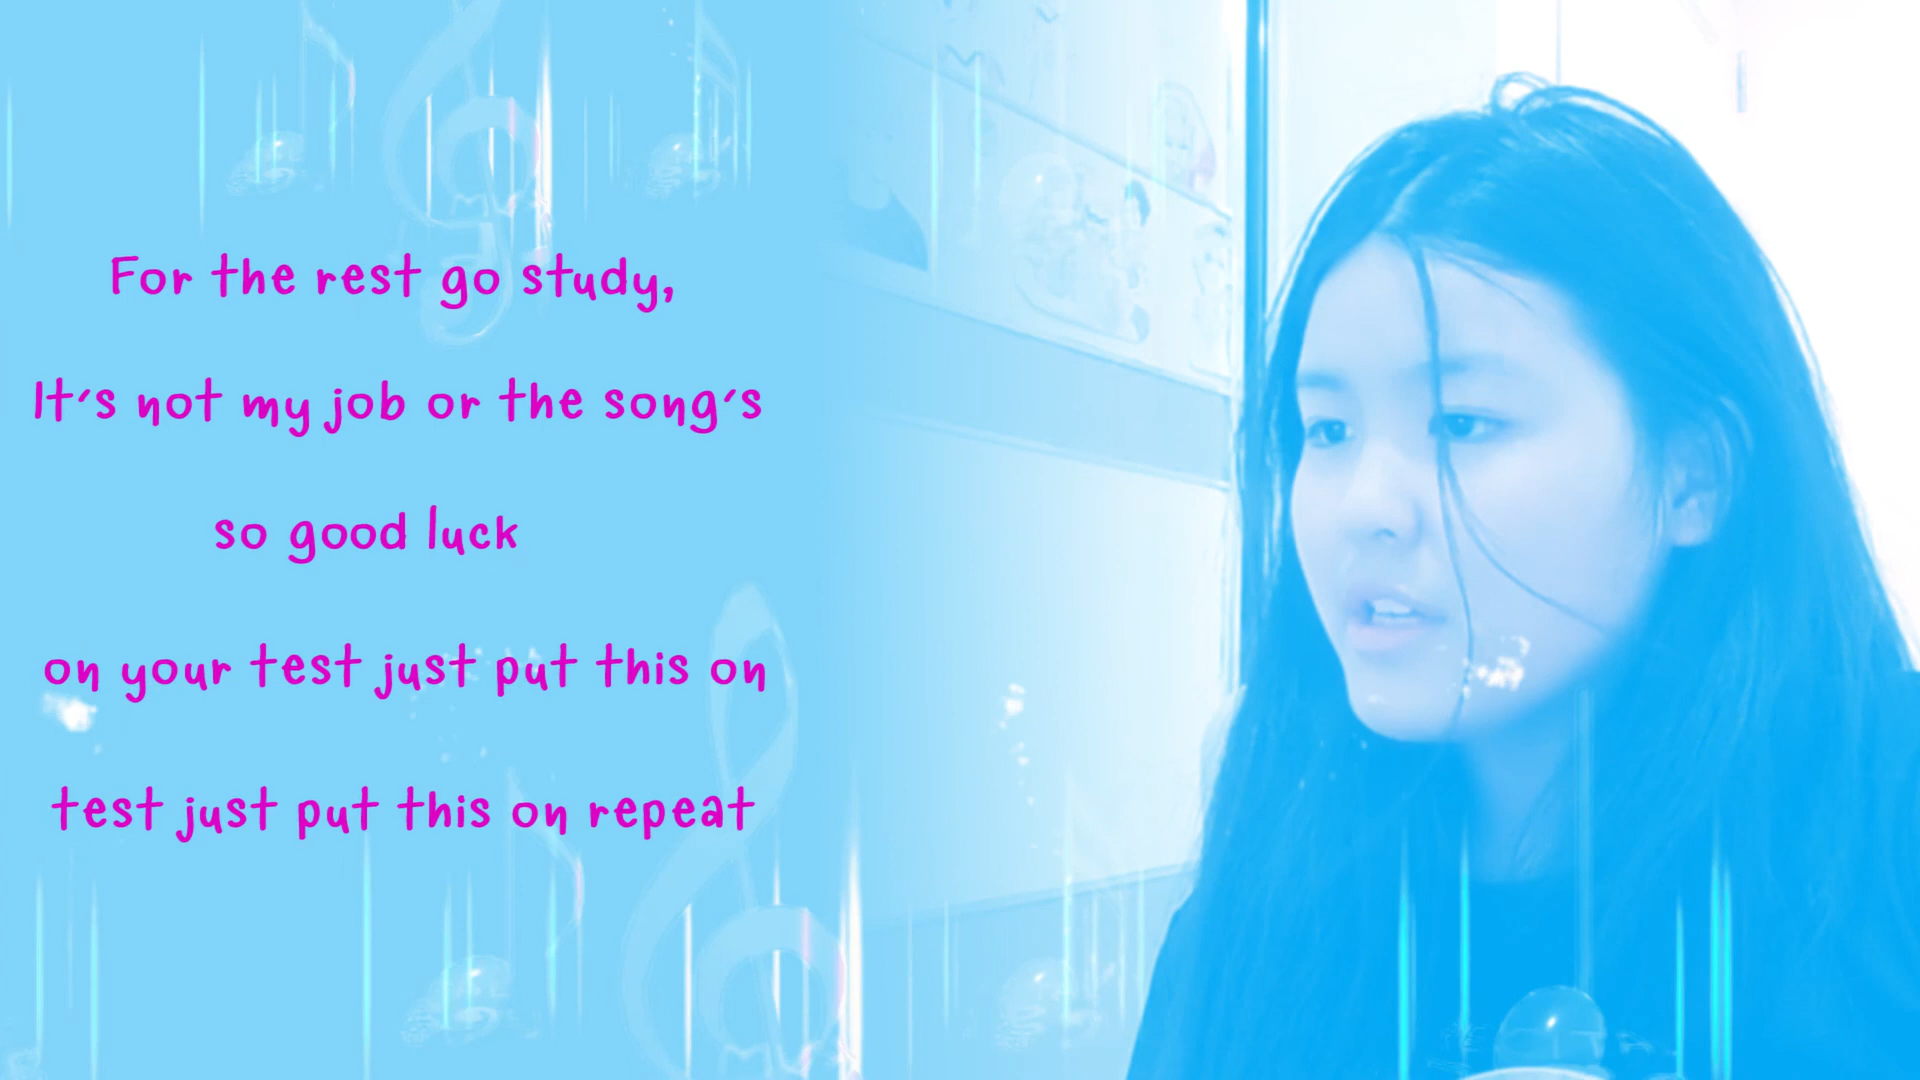 For the rest go study,
It's not my job or the song's
so good luck
on your test just put this on
test just put this on repeat